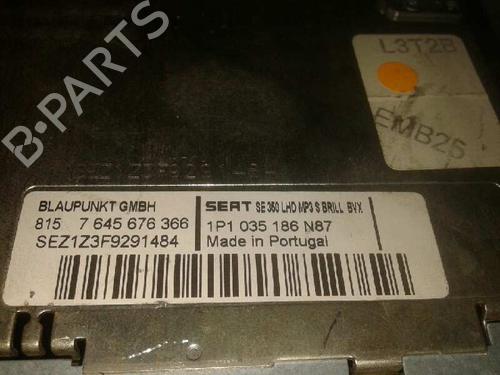 L3T2B
EMB25
B-PARTS
BLAUPUNKT GMBH
815 7 645 676 366
SEZ1Z3F9291484
SEAT SE 350 LHD MP3 S BRILL BVX
1P1 035 186 N87
Made in Portugal